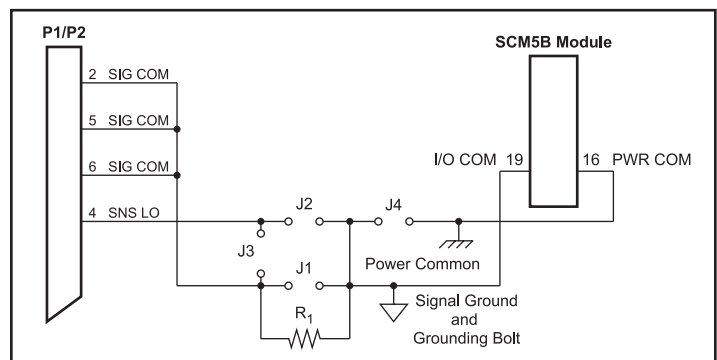 P1/P2
SCM5B Module
2 SIG COM
5 SIG COM
6 SIG COM
I/O COM 19
16 PWR COM
4 SNS LO
J2
J4
J3
J1
Power Common
R1
Signal Ground
and
Grounding Bolt